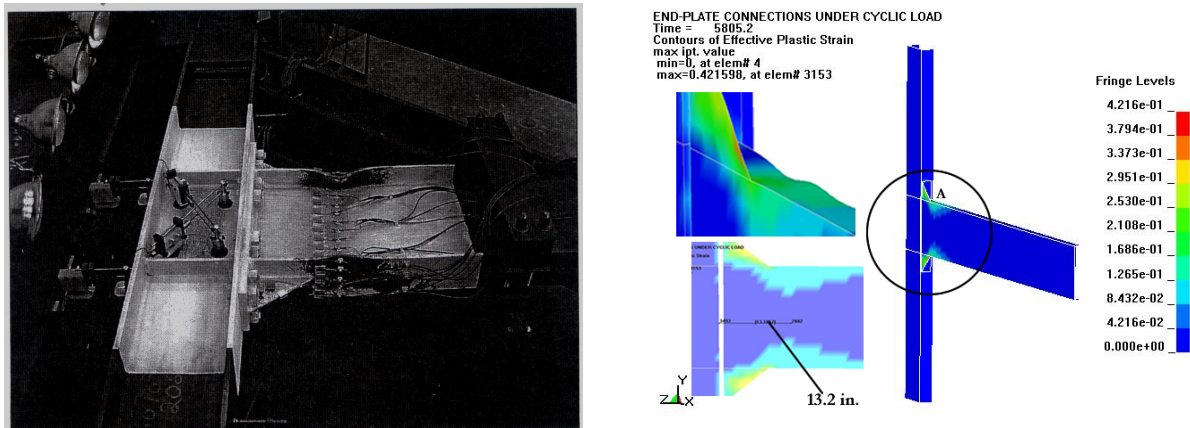 END-PLATE CONNECTIONS UNDER CYCLIC LOAD
Time = 5805.2
Contours of Effective Plastic Strain
max ipt. value
min=0, at elem# 4
max=0.421598, at elem# 3153
Fringe Levels
4.216e-01
3.794e-01
3.373e-01
2.951e-01
2.530e-01
2.108e-01
1.686e-01
1.265e-01
8.432e-02
4.216e-02
0.000e+00
A
UNDER CYCLIC LOAD
Strain
13.2 in.
Y
Z X